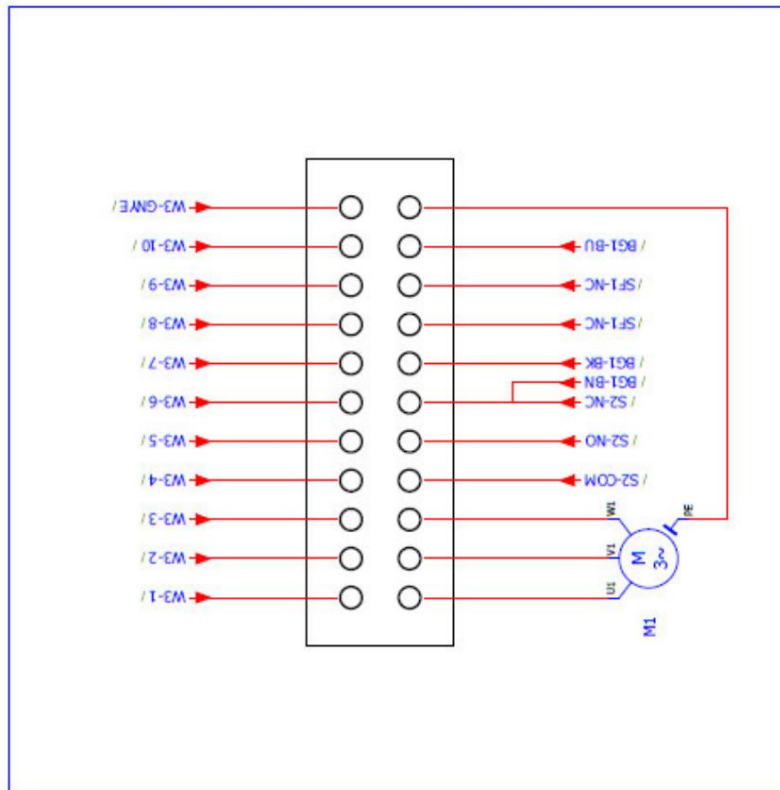 W3-GNYE /
W3-10 /
/ BG1-BU
W3-9 /
/ SF1-NC
W3-8 /
/ SF1-NC
W3-7 /
/ BG1-BK
/ BG1-BN
W3-6 /
/ S2-NC
W3-5 /
/ S2-NO
W3-4 /
/ S2-COM
W3-3 /
W1
PE
W3-2 /
V1
M
3~
W3-1 /
U1
M1